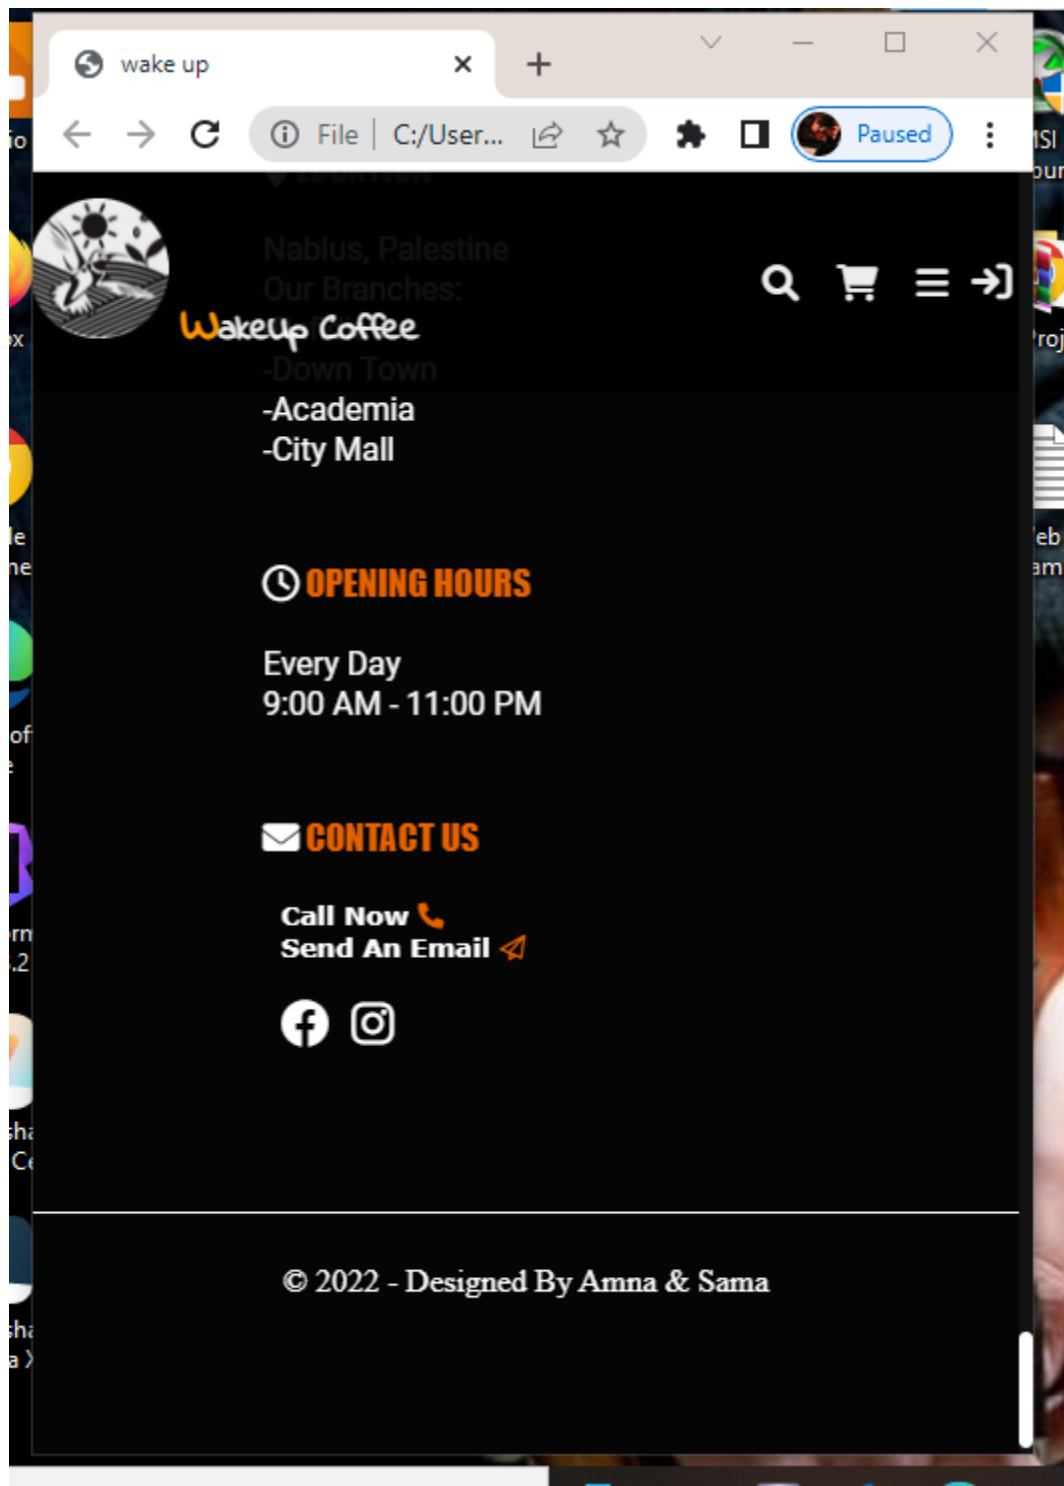 wake up
File
C:/User...
Paused
LOCATION
Nablus, Palestine
Our Branches:
WakeUp Coffee
-Down Town
-Academia
-City Mall
OPENING HOURS
Every Day
9:00 AM - 11:00 PM
CONTACT US
Call Now
Send An Email
© 2022 - Designed By Amna & Sama